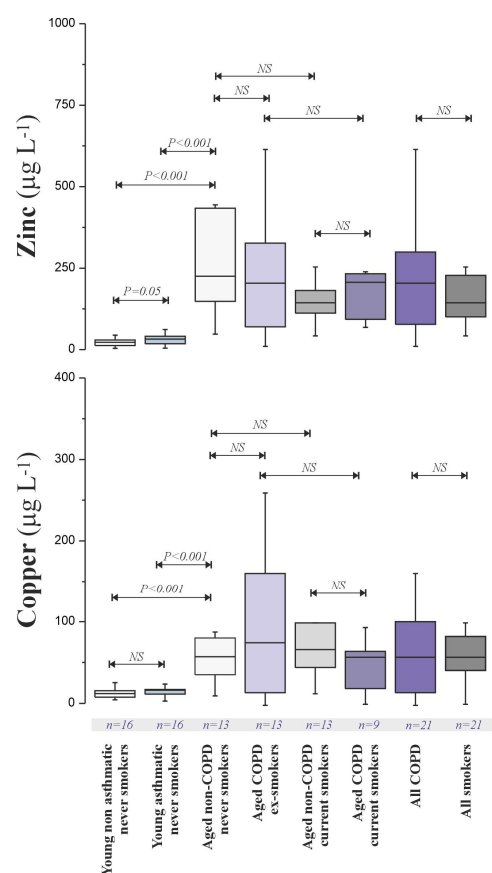 1000
NS
NS
750
NS
NS
P<0.001
P<0.001
500
NS
250
P=0.05
0
Zinc (µg L-1)
400
NS
300
NS
NS
NS
200
P<0.001
P<0.001
NS
100
NS
0
Copper (µg L-1)
n=16 n=16 n=13 n=13 n=13 n=9 n=21 n=21
Young non asthmatic
never smokers
Young asthmatic
never smokers
Aged non-COPD
never smokers
Aged COPD
ex-smokers
Aged non-COPD
current smokers
Aged COPD
current smokers
All COPD
All smokers